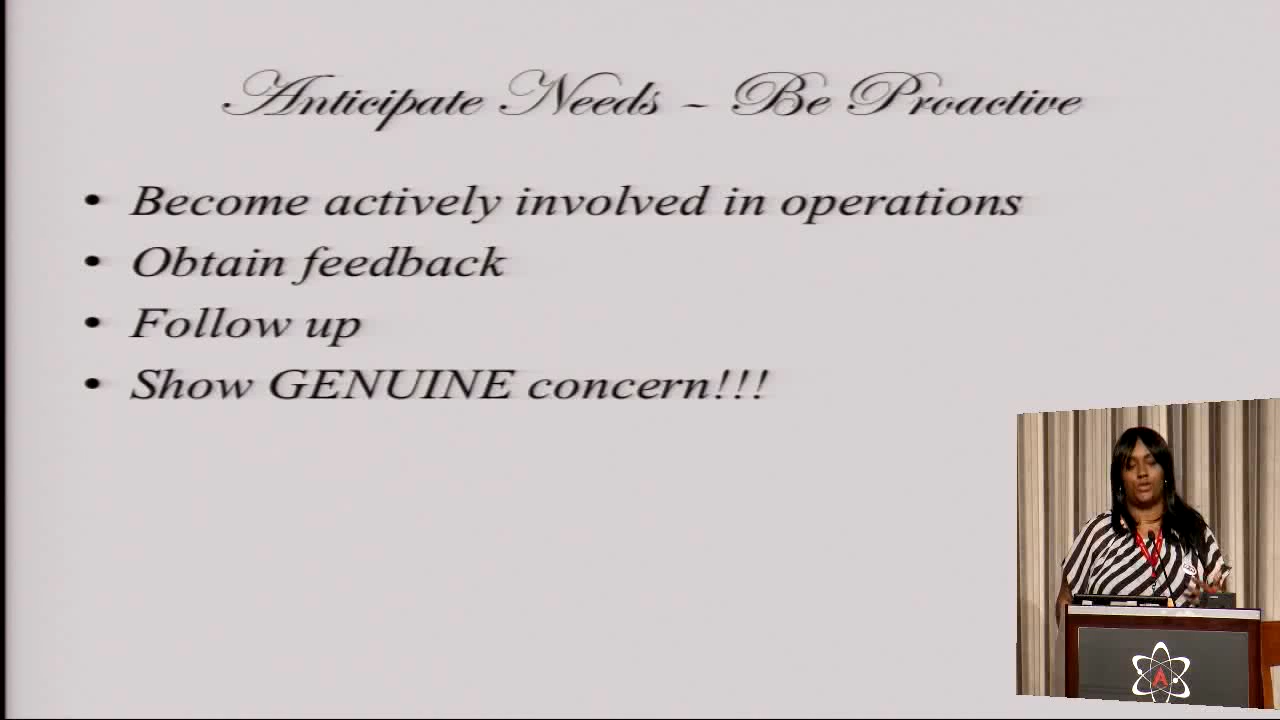 Anticipate Needs – Be Proactive
• Become actively involved in operations
• Obtain feedback
• Follow up
• Show GENUINE concern!!!
A